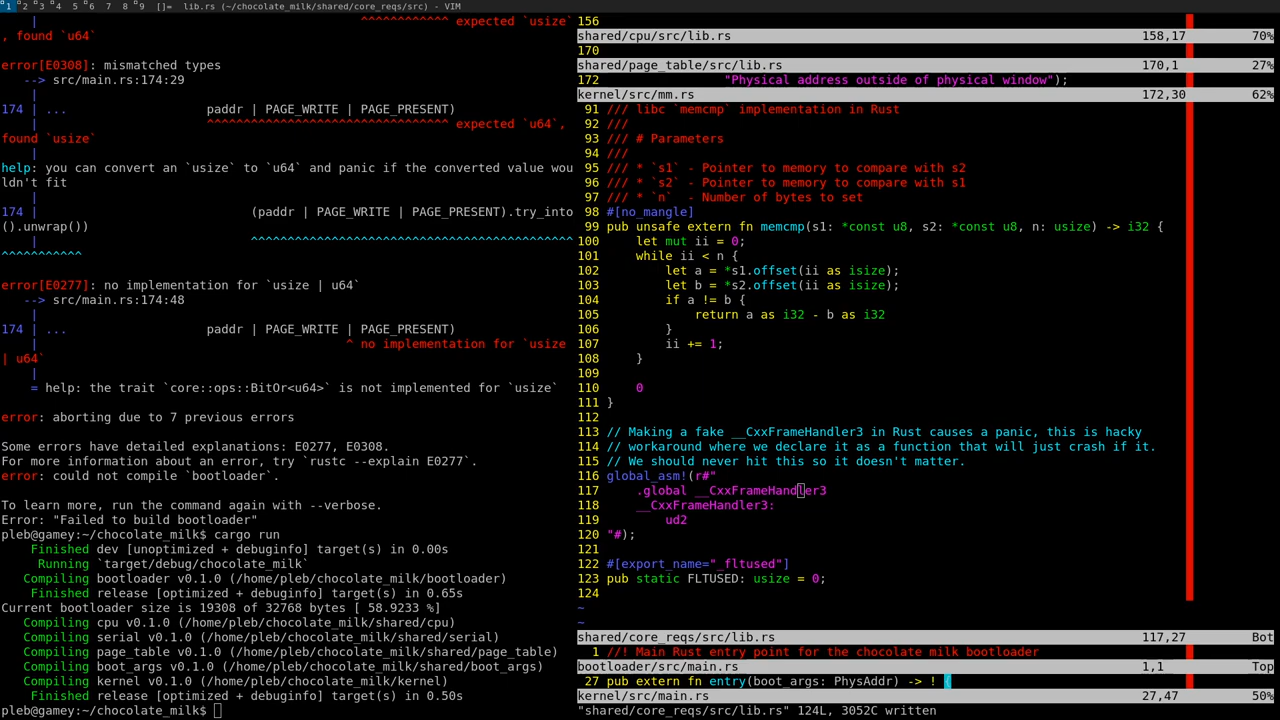 1 2 3 4 5 6 7 8 9 []= lib.rs (~/chocolate_milk/shared/core_reqs/src) - VIM
| ^^^^^^^^^^^^ expected `usize`
, found `u64`
error[E0308]: mismatched types
--> src/main.rs:174:29
|
174 | ... paddr | PAGE_WRITE | PAGE_PRESENT)
| ^^^^^^^^^^^^^^^^^^^^^^^^^^^^^^^^^ expected `u64`,
found `usize`
|
help: you can convert an `usize` to `u64` and panic if the converted value wou
ldn't fit
|
174 | (paddr | PAGE_WRITE | PAGE_PRESENT).try_into
().unwrap())
| ^^^^^^^^^^^^^^^^^^^^^^^^^^^^^^^^^^^^^^^^^^^^
^^^^^^^^^^^
error[E0277]: no implementation for `usize | u64`
--> src/main.rs:174:48
|
174 | ... paddr | PAGE_WRITE | PAGE_PRESENT)
| ^ no implementation for `usize
| u64`
|
= help: the trait `core::ops::BitOr<u64>` is not implemented for `usize`
error: aborting due to 7 previous errors
Some errors have detailed explanations: E0277, E0308.
For more information about an error, try `rustc --explain E0277`.
error: could not compile `bootloader`.
To learn more, run the command again with --verbose.
Error: "Failed to build bootloader"
pleb@gamey:~/chocolate_milk$ cargo run
Finished dev [unoptimized + debuginfo] target(s) in 0.00s
Running `target/debug/chocolate_milk`
Compiling bootloader v0.1.0 (/home/pleb/chocolate_milk/bootloader)
Finished release [optimized + debuginfo] target(s) in 0.65s
Current bootloader size is 19308 of 32768 bytes [ 58.9233 %]
Compiling cpu v0.1.0 (/home/pleb/chocolate_milk/shared/cpu)
Compiling serial v0.1.0 (/home/pleb/chocolate_milk/shared/serial)
Compiling page_table v0.1.0 (/home/pleb/chocolate_milk/shared/page_table)
Compiling boot_args v0.1.0 (/home/pleb/chocolate_milk/shared/boot_args)
Compiling kernel v0.1.0 (/home/pleb/chocolate_milk/kernel)
Finished release [optimized + debuginfo] target(s) in 0.50s
pleb@gamey:~/chocolate_milk$
156
shared/cpu/src/lib.rs 158,17 70%
170
shared/page_table/src/lib.rs 170,1 27%
172 "Physical address outside of physical window");
kernel/src/mm.rs 172,30 62%
91 /// libc `memcmp` implementation in Rust
92 ///
93 /// # Parameters
94 ///
95 /// * `s1` - Pointer to memory to compare with s2
96 /// * `s2` - Pointer to memory to compare with s1
97 /// * `n` - Number of bytes to set
98 #[no_mangle]
99 pub unsafe extern fn memcmp(s1: *const u8, s2: *const u8, n: usize) -> i32 {
100 let mut ii = 0;
101 while ii < n {
102 let a = *s1.offset(ii as isize);
103 let b = *s2.offset(ii as isize);
104 if a != b {
105 return a as i32 - b as i32
106 }
107 ii += 1;
108 }
109
110 0
111 }
112
113 // Making a fake __CxxFrameHandler3 in Rust causes a panic, this is hacky
114 // workaround where we declare it as a function that will just crash if it.
115 // We should never hit this so it doesn't matter.
116 global_asm!(r#"
117 .global __CxxFrameHandler3
118 __CxxFrameHandler3:
119 ud2
120 "#);
121
122 #[export_name="_fltused"]
123 pub static FLTUSED: usize = 0;
124
~
~
shared/core_reqs/src/lib.rs 117,27 Bot
1 //! Main Rust entry point for the chocolate milk bootloader
bootloader/src/main.rs 1,1 Top
27 pub extern fn entry(boot_args: PhysAddr) -> ! {
kernel/src/main.rs 27,47 50%
"shared/core_reqs/src/lib.rs" 124L, 3052C written